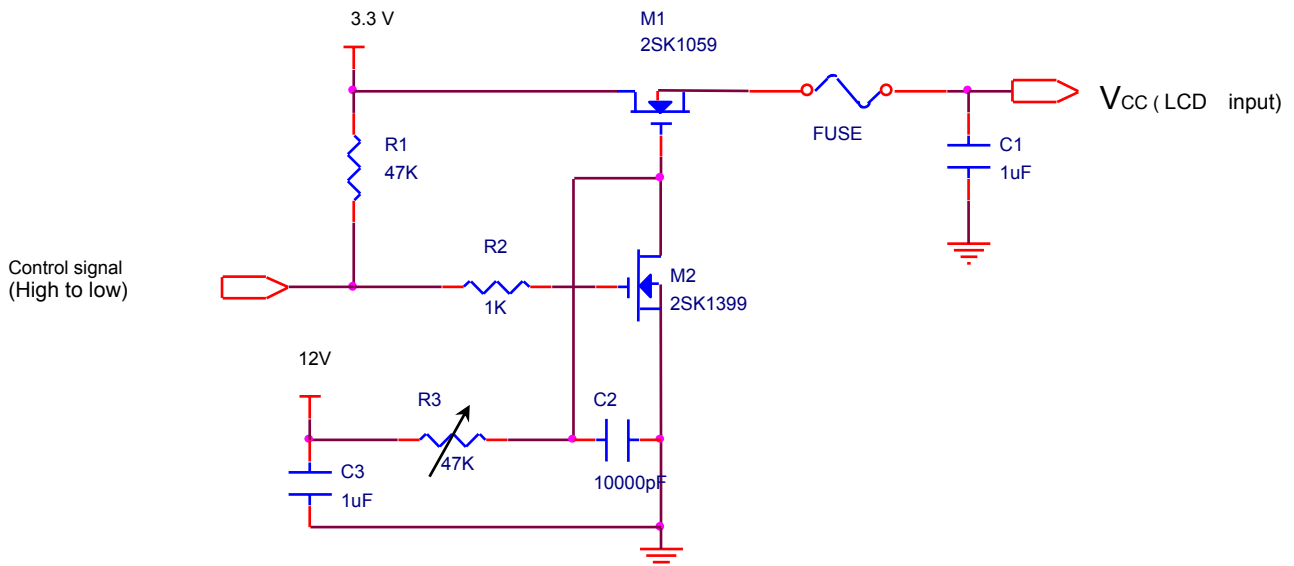 3.3 V
M1
2SK1059
R1
47K
FUSE
C1
1uF
VCC ( LCD input)
Control signal
(High to low)
R2
1K
M2
2SK1399
12V
R3
47K
C2
10000pF
C3
1uF